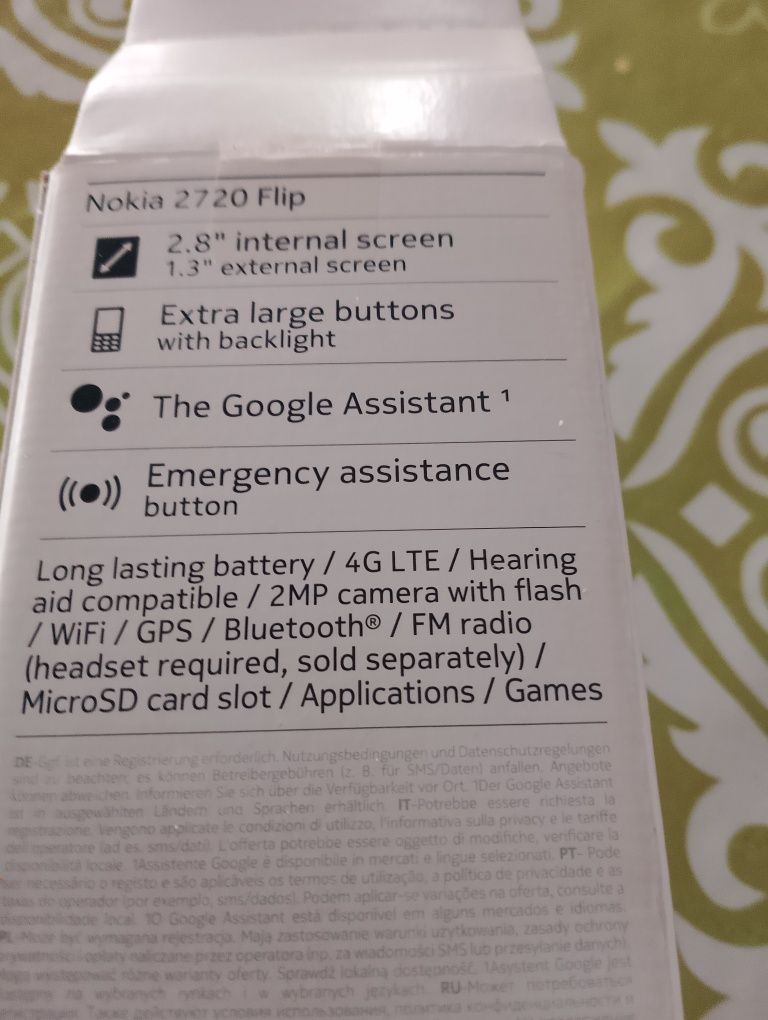 Nokia 2720 Flip
2.8" internal screen
1.3" external screen
Extra large buttons
with backlight
The Google Assistant ¹
Emergency assistance
button
Long lasting battery / 4G LTE / Hearing
aid compatible / 2MP camera with flash
/ WiFi / GPS / Bluetooth® / FM radio
(headset required, sold separately) /
MicroSD card slot / Applications / Games
DE-Ggf. ist eine Registrierung erforderlich. Nutzungsbedingungen und Datenschutzregelungen
sind zu beachten; es können Betreibergebühren (z. B. für SMS/Daten) anfallen. Angebote
können abweichen. Informieren Sie sich über die Verfügbarkeit vor Ort. 1Der Google Assistant
ist in ausgewählten Ländern und Sprachen erhältlich. IT-Potrebbe essere richiesta la
registrazione. Vengono applicate le condizioni di utilizzo, l'informativa sulla privacy e le tariffe
dell'operatore (ad es. sms/dati). L'offerta potrebbe essere oggetto di modifiche, verificare la
disponibilità locale. 1Assistente Google è disponibile in mercati e lingue selezionati. PT- Pode
ser necessário o registo e são aplicáveis os termos de utilização, a política de privacidade e as
taxas do operador (por exemplo, sms/dados). Podem aplicar-se variações na oferta, consulte a
disponibilidade local. 1O Google Assistant está disponível em alguns mercados e idiomas.
PL-Może być wymagana rejestracja. Mają zastosowanie warunki użytkowania, zasady ochrony
prywatności i opłaty naliczane przez operatora (np. za wiadomości SMS lub przesyłanie danych).
Mogą występować różne warianty oferty. Sprawdź lokalną dostępność. 1Asystent Google jest
dostępny na wybranych rynkach i w wybranych językach. RU-Может потребоваться
регистрация. Также действуют условия использования, политика конфиденциальности и